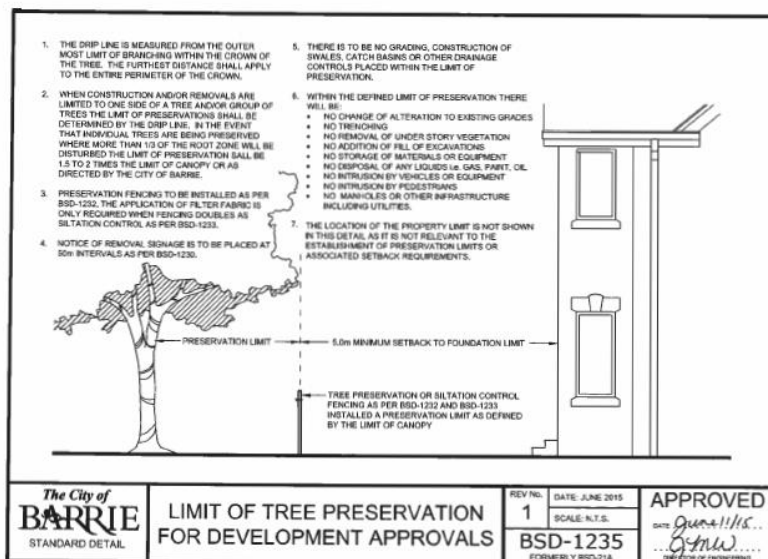 1. THE DRIP LINE IS MEASURED FROM THE OUTER
MOST LIMIT OF BRANCHING WITHIN THE CROWN OF
THE TREE. THE FURTHEST DISTANCE SHALL APPLY
TO THE ENTIRE PERIMETER OF THE CROWN.
2. WHEN CONSTRUCTION AND/OR REMOVALS ARE
LIMITED TO ONE SIDE OF A TREE AND/OR GROUP OF
TREES THE LIMIT OF PRESERVATIONS SHALL BE
DETERMINED BY THE DRIP LINE. IN THE EVENT
THAT INDIVIDUAL TREES ARE BEING PRESERVED
WHERE MORE THAN 1/3 OF THE ROOT ZONE WILL BE
DISTURBED THE LIMIT OF PRESERVATION SALL BE
1.5 TO 2 TIMES THE LIMIT OF CANOPY OR AS
DIRECTED BY THE CITY OF BARRIE.
3. PRESERVATION FENCING TO BE INSTALLED AS PER
BSD-1232, THE APPLICATION OF FILTER FABRIC IS
ONLY REQUIRED WHEN FENCING DOUBLES AS
SILTATION CONTROL AS PER BSD-1233.
4. NOTICE OF REMOVAL SIGNAGE IS TO BE PLACED AT
50m INTERVALS AS PER BSD-1230.
5. THERE IS TO BE NO GRADING, CONSTRUCTION OF
SWALES, CATCH BASINS OR OTHER DRAINAGE
CONTROLS PLACED WITHIN THE LIMIT OF
PRESERVATION.
6. WITHIN THE DEFINED LIMIT OF PRESERVATION THERE
WILL BE:
• NO CHANGE OF ALTERATION TO EXISTING GRADES
• NO TRENCHING
• NO REMOVAL OF UNDER STORY VEGETATION
• NO ADDITION OF FILL OF EXCAVATIONS
• NO STORAGE OF MATERIALS OR EQUIPMENT
• NO DISPOSAL OF ANY LIQUIDS i.e. GAS, PAINT, OIL
• NO INTRUSION BY VEHICLES OR EQUIPMENT
• NO INTRUSION BY PEDESTRIANS
• NO MANHOLES OR OTHER INFRASTRUCTURE
INCLUDING UTILITIES.
7. THE LOCATION OF THE PROPERTY LIMIT IS NOT SHOWN
IN THIS DETAIL AS IT IS NOT RELEVANT TO THE
ESTABLISHMENT OF PRESERVATION LIMITS OR
ASSOCIATED SETBACK REQUIREMENTS.
PRESERVATION LIMIT
5.0m MINIMUM SETBACK TO FOUNDATION LIMIT
TREE PRESERVATION OR SILTATION CONTROL
FENCING AS PER BSD-1232 AND BSD-1233
INSTALLED A PRESERVATION LIMIT AS DEFINED
BY THE LIMIT OF CANOPY
The City of
BARRIE
STANDARD DETAIL
LIMIT OF TREE PRESERVATION
FOR DEVELOPMENT APPROVALS
REV No.
1
DATE: JUNE 2015
SCALE: N.T.S.
BSD-1235
FORMERLY BSD-21A
APPROVED
DATE June 11/15
DIRECTOR OF ENGINEERING